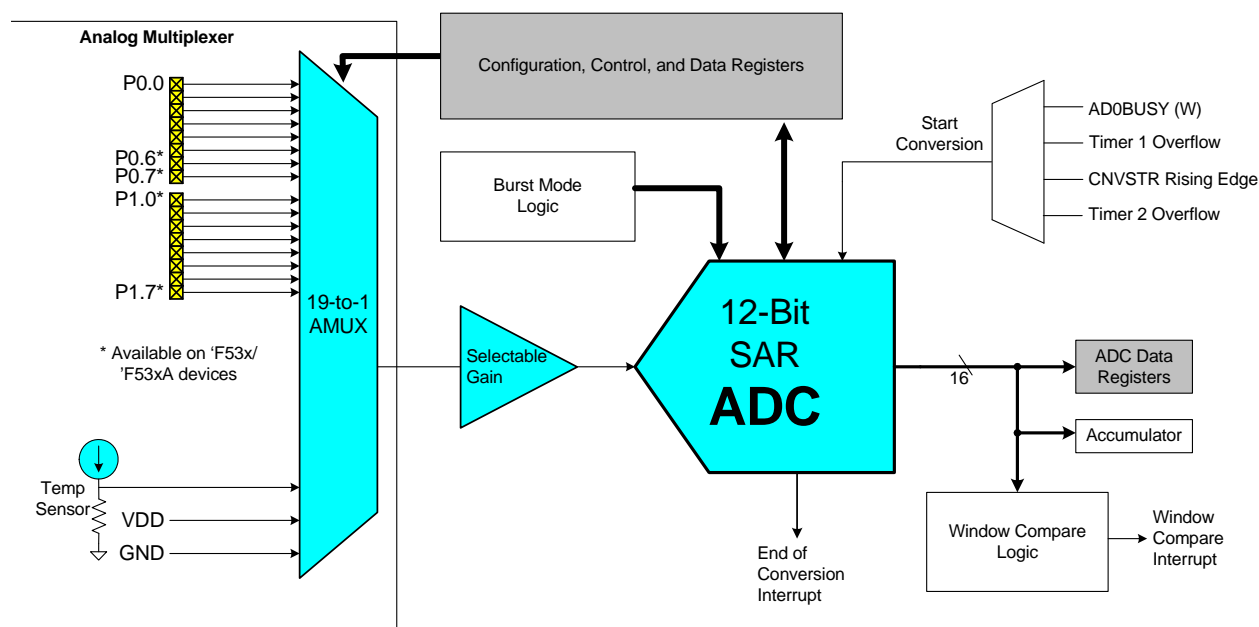 Analog Multiplexer
P0.0
P0.6*
P0.7*
P1.0*
P1.7*
19-to-1
AMUX
* Available on ‘F53x/
’F53xA devices
Temp
Sensor
VDD
GND
Configuration, Control, and Data Registers
Burst Mode
Logic
Start
Conversion
AD0BUSY (W)
Timer 1 Overflow
CNVSTR Rising Edge
Timer 2 Overflow
Selectable
Gain
12-Bit
SAR
ADC
16
ADC Data
Registers
Accumulator
Window Compare
Logic
Window
Compare
Interrupt
End of
Conversion
Interrupt